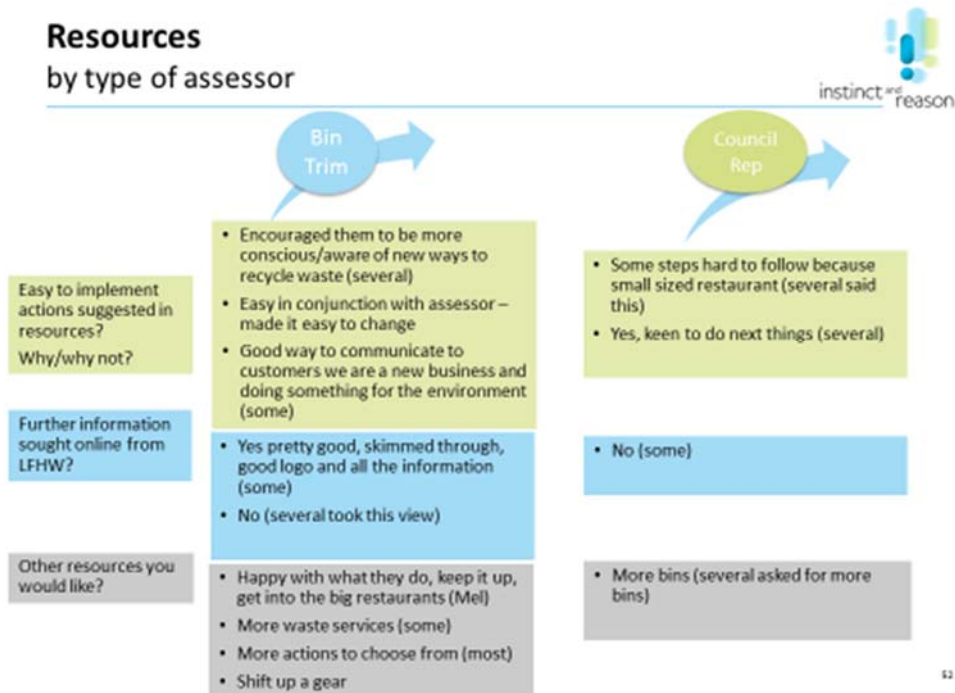 Resources
by type of assessor
instinct and reason
Bin
Trim
Council
Rep
Easy to implement
actions suggested in
resources?
Why/why not?
• Encouraged them to be more
conscious/aware of new ways to
recycle waste (several)
• Easy in conjunction with assessor –
made it easy to change
• Good way to communicate to
customers we are a new business and
doing something for the environment
(some)
• Some steps hard to follow because
small sized restaurant (several said
this)
• Yes, keen to do next things (several)
Further information
sought online from
LFHW?
• Yes pretty good, skimmed through,
good logo and all the information
(some)
• No (several took this view)
• No (some)
Other resources you
would like?
• Happy with what they do, keep it up,
get into the big restaurants (Mel)
• More waste services (some)
• More actions to choose from (most)
• Shift up a gear
• More bins (several asked for more
bins)